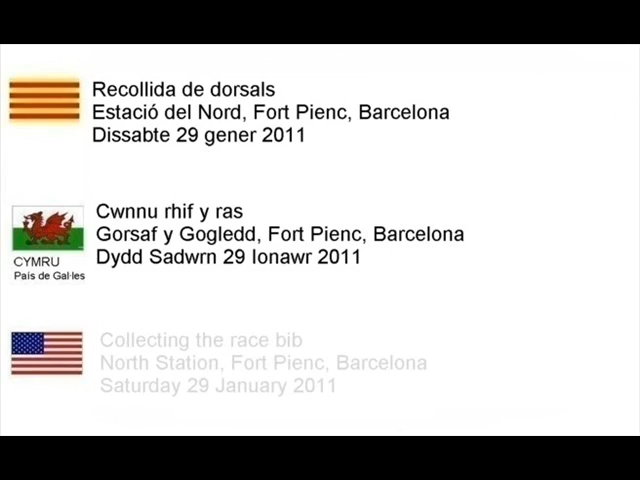 Recollida de dorsals
Estació del Nord, Fort Pienc, Barcelona
Dissabte 29 gener 2011
Cwnnu rhif y ras
Gorsaf y Gogledd, Fort Pienc, Barcelona
Dydd Sadwrn 29 Ionawr 2011
CYMRU
País de Gal·les
Collecting the race bib
North Station, Fort Pienc, Barcelona
Saturday 29 January 2011